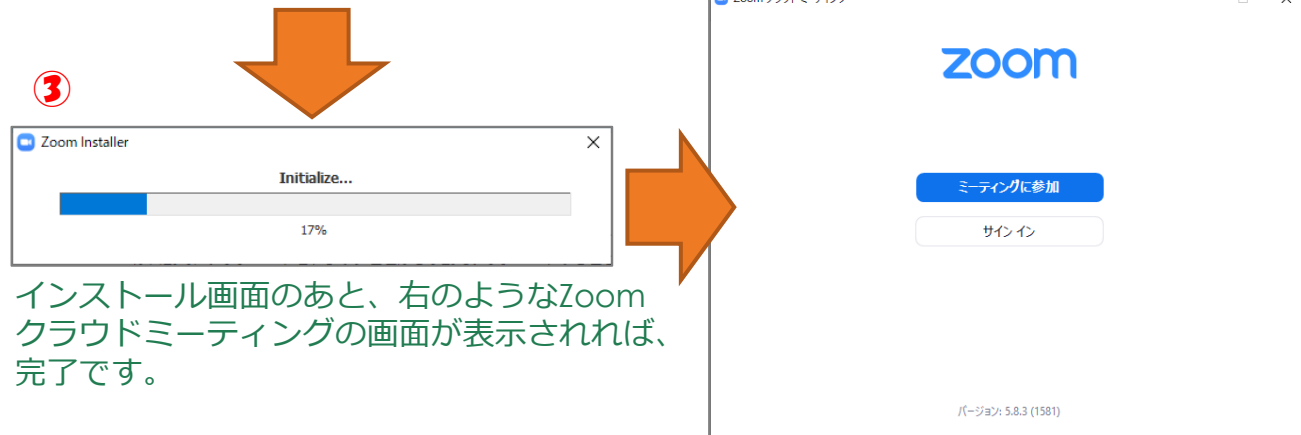 ③
Zoom Installer
Initialize...
17%
インストール画面のあと、右のようなZoom
クラウドミーティングの画面が表示されれば、
完了です。
zoom
ミーティングに参加
サイン イン
バージョン: 5.8.3 (1581)